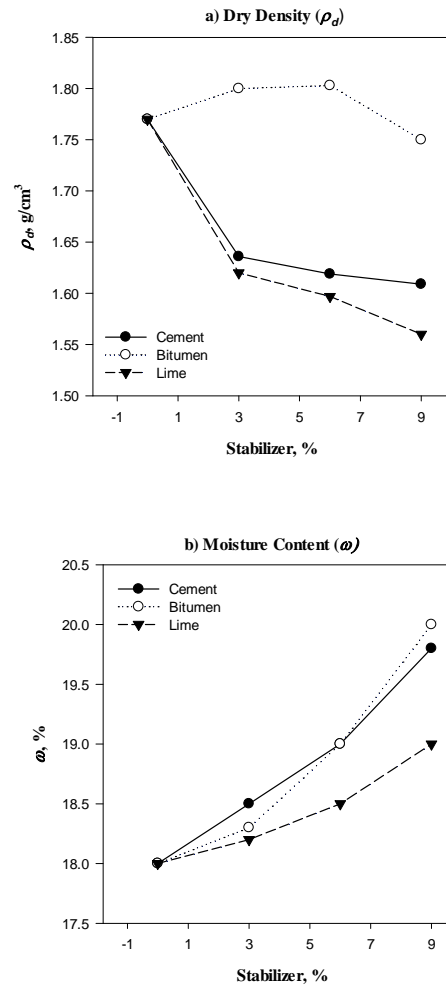 a) Dry Density (ρd)
1.85
1.80
1.75
1.70
1.65
1.60
1.55
1.50
ρd, g/cm³
Cement
Bitumen
Lime
-1 1 3 5 7 9
Stabilizer, %
b) Moisture Content (ω)
20.5
20.0
19.5
19.0
18.5
18.0
17.5
ω, %
Cement
Bitumen
Lime
-1 1 3 5 7 9
Stabilizer, %